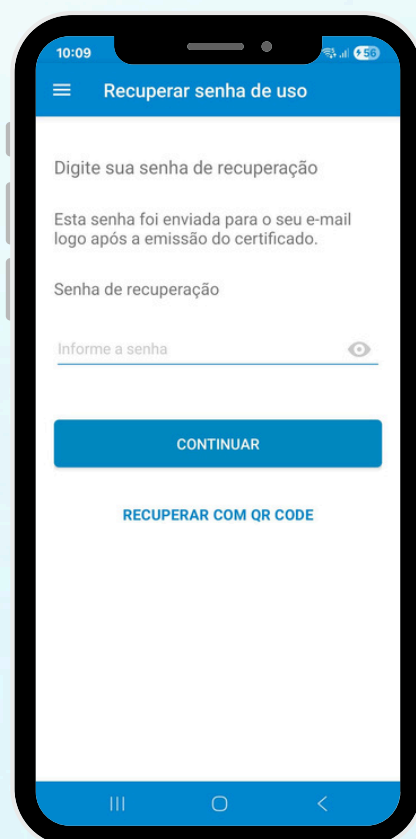 10:09
56
Recuperar senha de uso
Digite sua senha de recuperação
Esta senha foi enviada para o seu e-mail
logo após a emissão do certificado.
Senha de recuperação
Informe a senha
CONTINUAR
RECUPERAR COM QR CODE